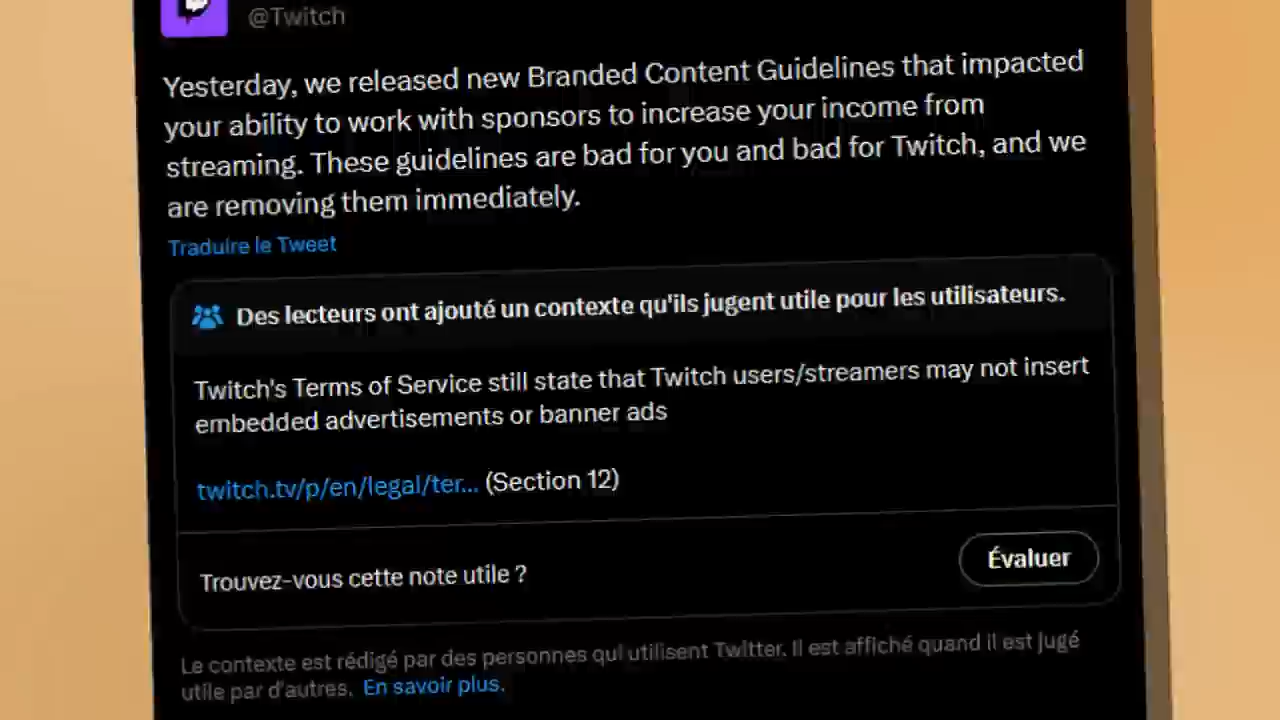 @Twitch
Yesterday, we released new Branded Content Guidelines that impacted
your ability to work with sponsors to increase your income from
streaming. These guidelines are bad for you and bad for Twitch, and we
are removing them immediately.
Traduire le Tweet
Des lecteurs ont ajouté un contexte qu'ils jugent utile pour les utilisateurs.
Twitch's Terms of Service still state that Twitch users/streamers may not insert
embedded advertisements or banner ads
twitch.tv/p/en/legal/ter... (Section 12)
Trouvez-vous cette note utile ?
Évaluer
Le contexte est rédigé par des personnes qui utilisent Twitter. Il est affiché quand il est jugé
utile par d'autres. En savoir plus.